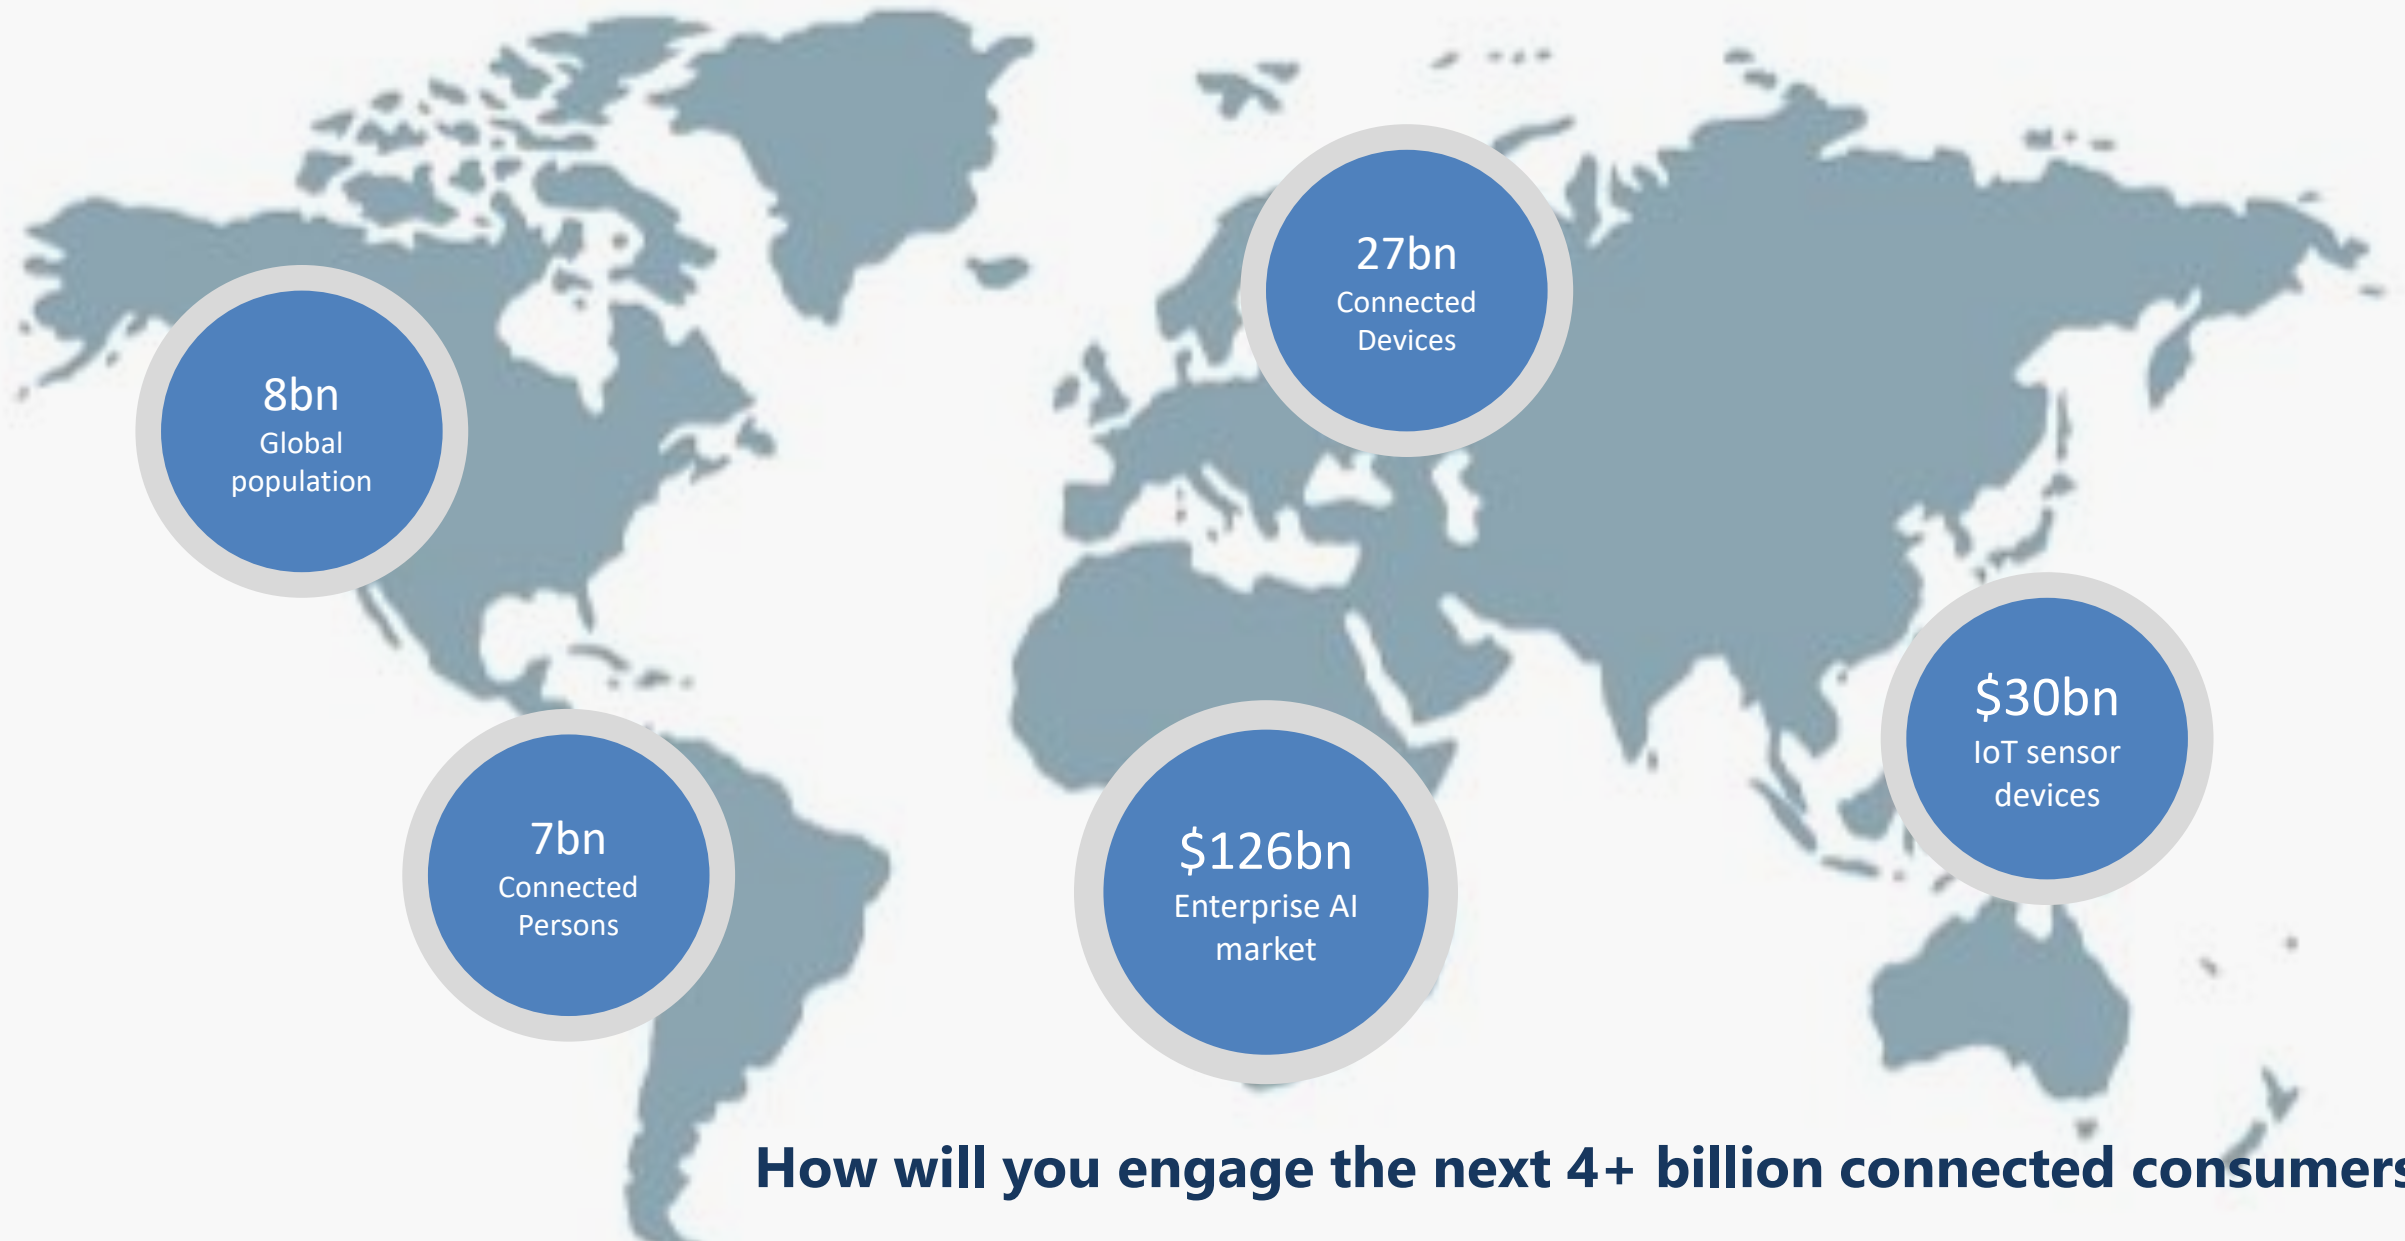 27bn
Connected
Devices
8bn
Global
population
$30bn
IoT sensor
devices
7bn
Connected
Persons
$126bn
Enterprise AI
market
How will you engage the next 4+ billion connected consumers